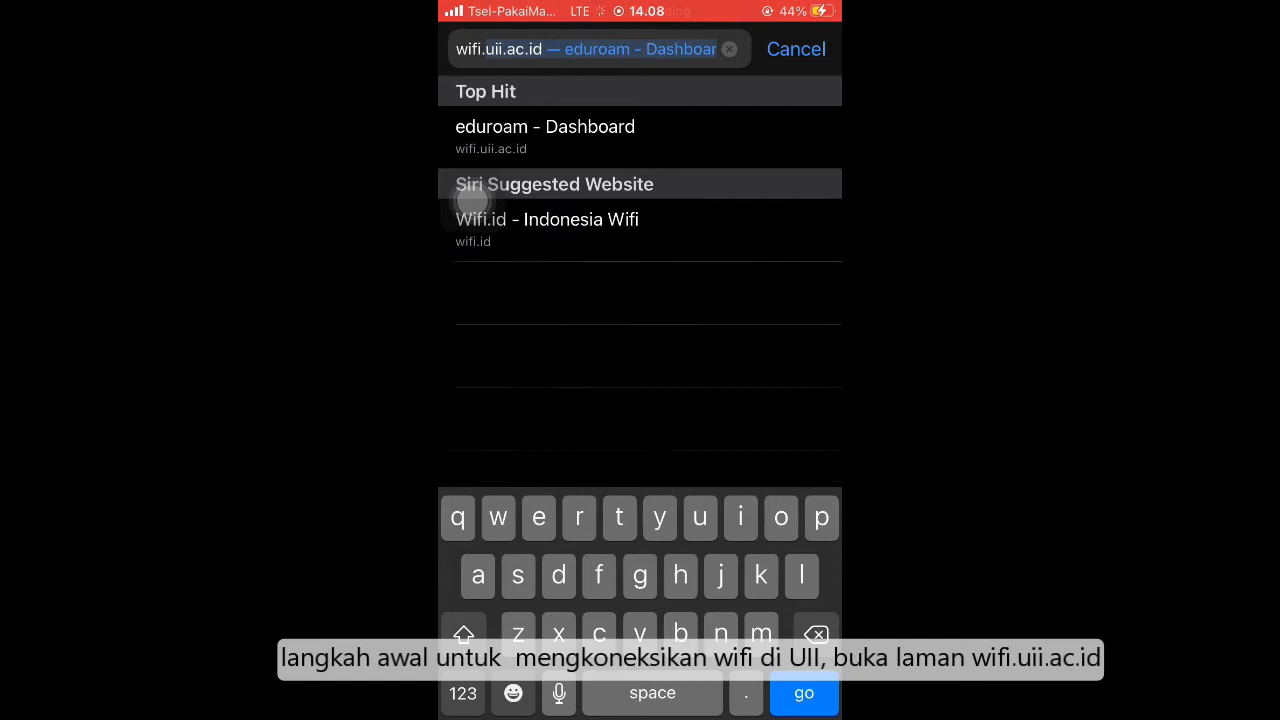 Tsel-PakaiMa... LTE 14.08 44%
wifi.uii.ac.id — eduroam - Dashboar Cancel
Top Hit
eduroam - Dashboard
wifi.uii.ac.id
Siri Suggested Website
Wifi.id - Indonesia Wifi
wifi.id
q w e r t y u i o p
a s d f g h j k l
z x c v b n m
langkah awal untuk mengkoneksikan wifi di UII, buka laman wifi.uii.ac.id
123 space . go